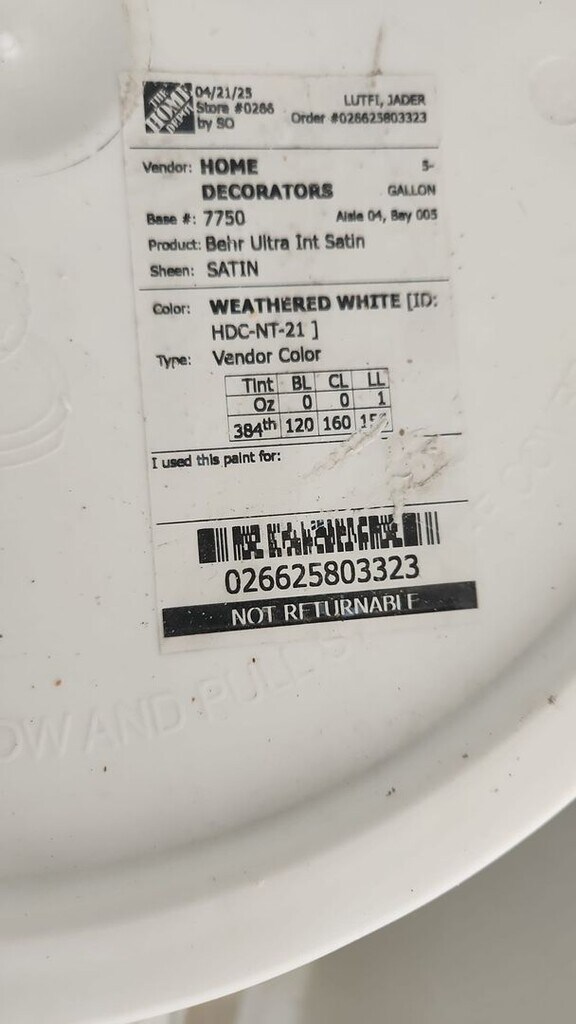 THE HOME DEPOT
04/21/25
Store #0266
by SO
LUTFI, JADER
Order #026625803323
Vendor: HOME DECORATORS
5-GALLON
Base #: 7750
Aisle 04, Bay 005
Product: Behr Ultra Int Satin
Sheen: SATIN
Color: WEATHERED WHITE [ID:
HDC-NT-21 ]
Type: Vendor Color
Tint BL CL LL
Oz 0 0 1
384th 120 160
I used this paint for:
026625803323
NOT RETURNABLE
AND PULL